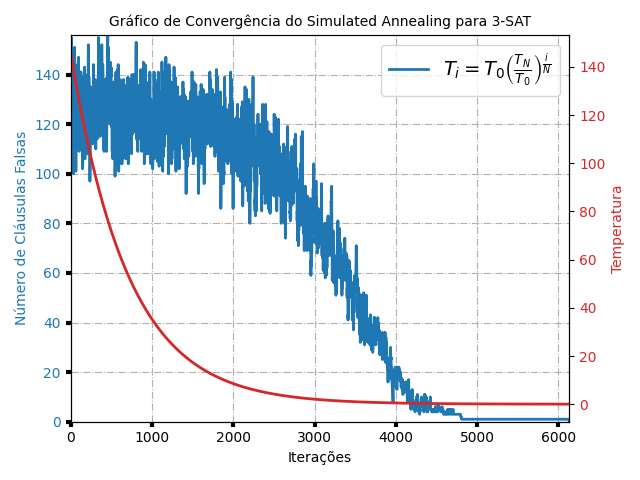 Gráfico de Convergência do Simulated Annealing para 3-SAT
T_i = T_0(T_N/T_0)^(i/N)
Número de Cláusulas Falsas
140
120
100
80
60
40
20
0
Temperatura
140
120
100
80
60
40
20
0
0 1000 2000 3000 4000 5000 6000
Iterações